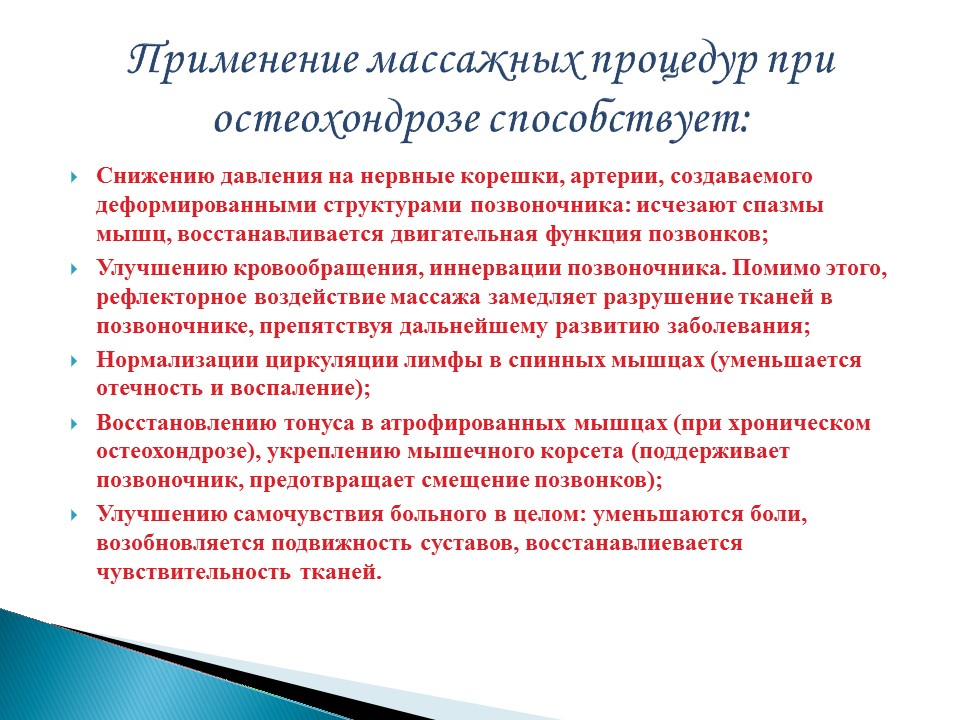 Применение массажных процедур при
остеохондрозе способствует:
Снижению давления на нервные корешки, артерии, создаваемого
деформированными структурами позвоночника: исчезают спазмы
мышц, восстанавливается двигательная функция позвонков;
Улучшению кровообращения, иннервации позвоночника. Помимо этого,
рефлекторное воздействие массажа замедляет разрушение тканей в
позвоночнике, препятствуя дальнейшему развитию заболевания;
Нормализации циркуляции лимфы в спинных мышцах (уменьшается
отечность и воспаление);
Восстановлению тонуса в атрофированных мышцах (при хроническом
остеохондрозе), укреплению мышечного корсета (поддерживает
позвоночник, предотвращает смещение позвонков);
Улучшению самочувствия больного в целом: уменьшаются боли,
возобновляется подвижность суставов, восстанавлиевается
чувствительность тканей.